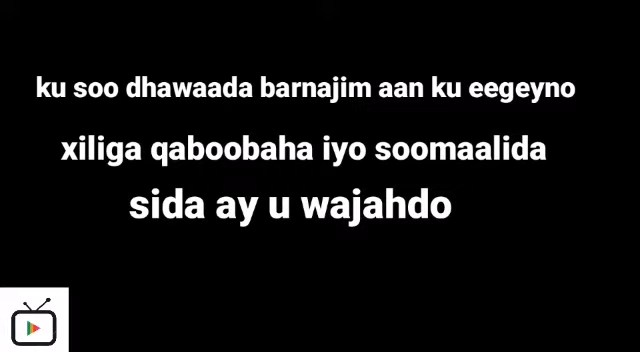 ku soo dhawaada barnajim aan ku eegeyno
xiliga qaboobaha iyo soomaalida
sida ay u wajahdo